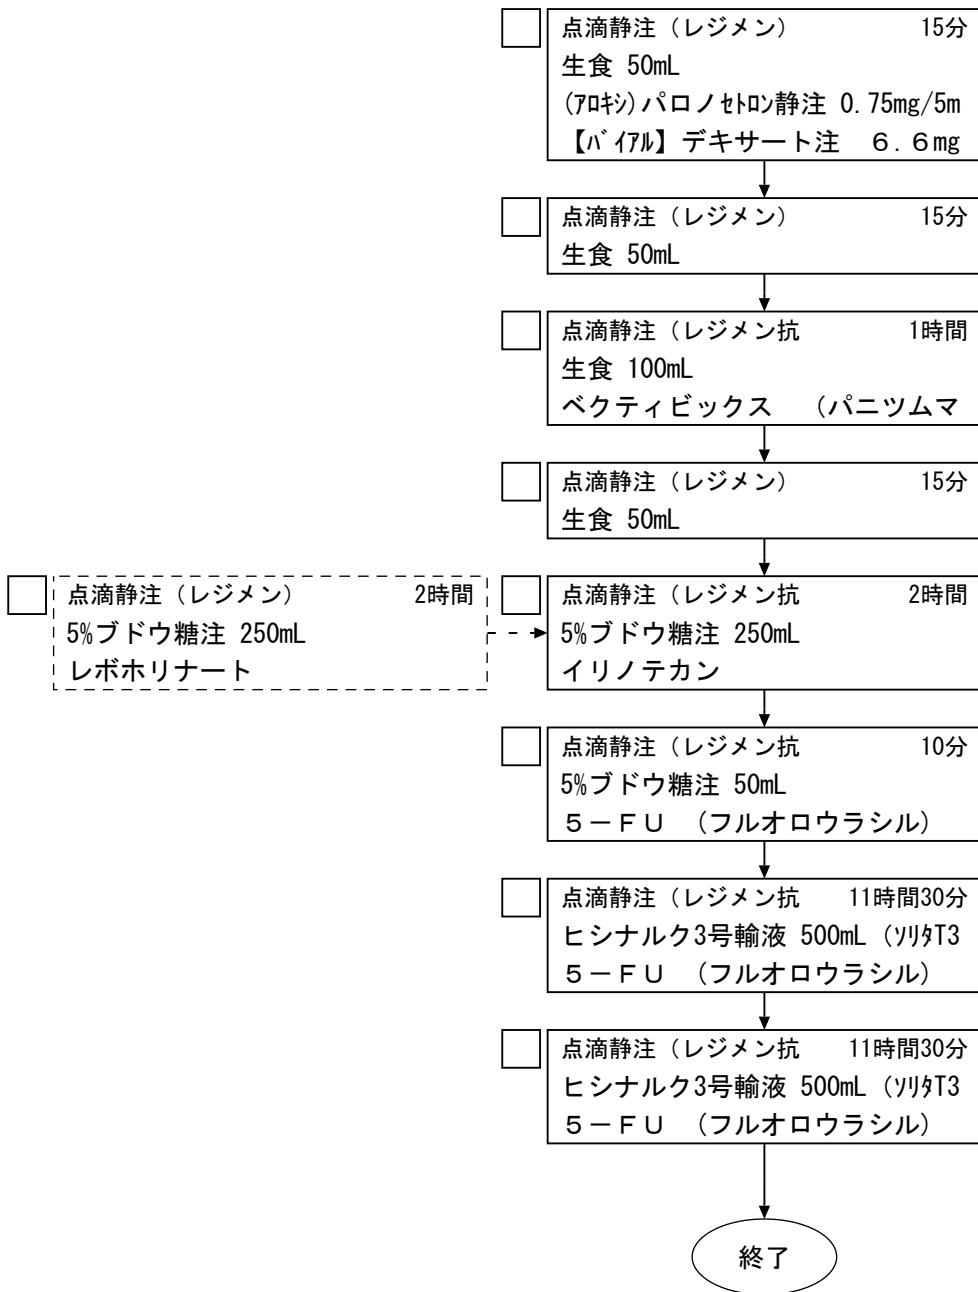 点滴静注（レジメン） 15分
生食 50mL
(ｱﾛｷｼ)パロノセトロン静注 0.75mg/5m
【ﾊﾞｲｱﾙ】デキサート注　６.６mg
点滴静注（レジメン） 15分
生食 50mL
点滴静注（レジメン抗 1時間
生食 100mL
ベクティビックス　（パニツムマ
点滴静注（レジメン） 15分
生食 50mL
点滴静注（レジメン） 2時間
5%ブドウ糖注 250mL
レボホリナート
点滴静注（レジメン抗 2時間
5%ブドウ糖注 250mL
イリノテカン
点滴静注（レジメン抗 10分
5%ブドウ糖注 50mL
５－ＦＵ　（フルオロウラシル）
点滴静注（レジメン抗 11時間30分
ヒシナルク3号輸液 500mL（ｿﾘﾀT3
５－ＦＵ　（フルオロウラシル）
点滴静注（レジメン抗 11時間30分
ヒシナルク3号輸液 500mL（ｿﾘﾀT3
５－ＦＵ　（フルオロウラシル）
終了